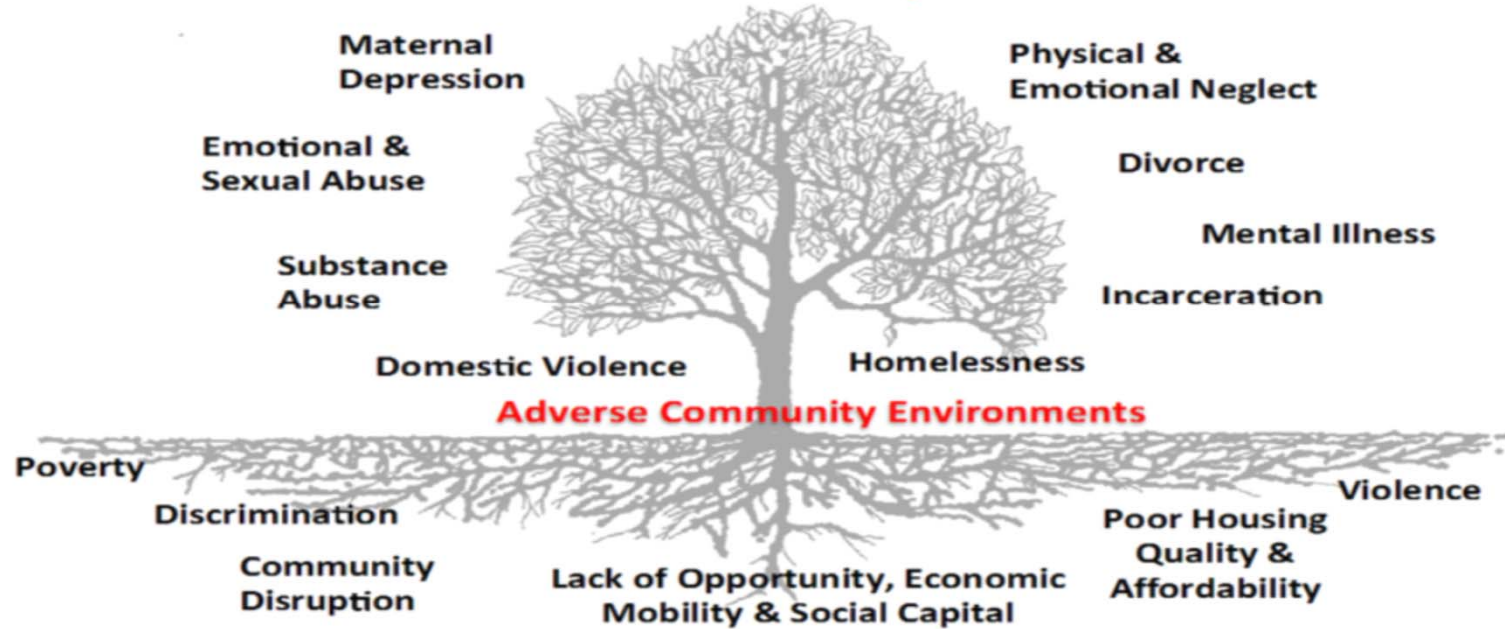 Maternal
Depression
Physical &
Emotional Neglect
Emotional &
Sexual Abuse
Divorce
Mental Illness
Substance
Abuse
Incarceration
Domestic Violence
Homelessness
Adverse Community Environments
Poverty
Violence
Discrimination
Poor Housing
Quality &
Affordability
Community
Disruption
Lack of Opportunity, Economic
Mobility & Social Capital